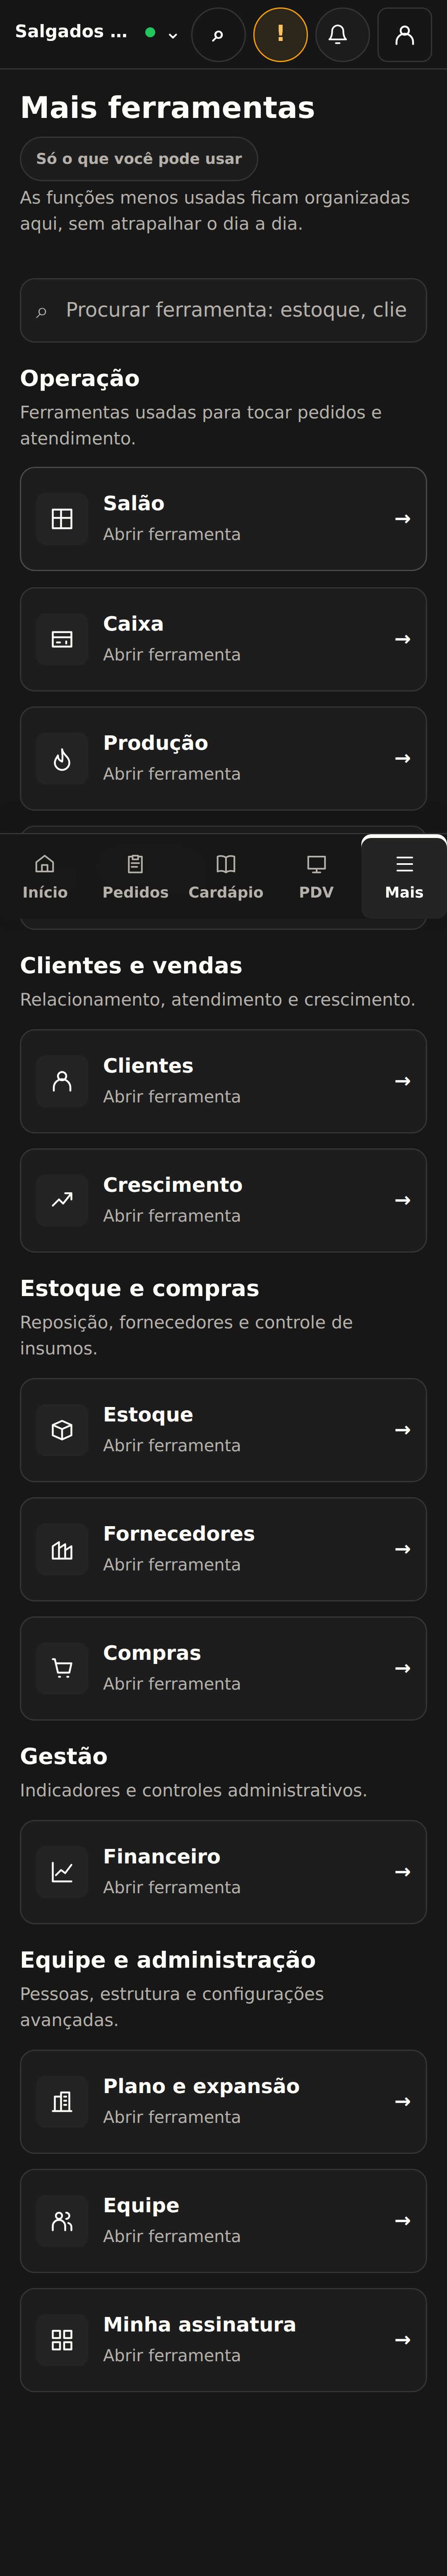 Salgados ...
!
Mais ferramentas
Só o que você pode usar
As funções menos usadas ficam organizadas
aqui, sem atrapalhar o dia a dia.
Procurar ferramenta: estoque, clie
Operação
Ferramentas usadas para tocar pedidos e
atendimento.
Salão
Abrir ferramenta
→
Caixa
Abrir ferramenta
→
Produção
Abrir ferramenta
→
Início
Pedidos
Cardápio
PDV
Mais
Clientes e vendas
Relacionamento, atendimento e crescimento.
Clientes
Abrir ferramenta
→
Crescimento
Abrir ferramenta
→
Estoque e compras
Reposição, fornecedores e controle de
insumos.
Estoque
Abrir ferramenta
→
Fornecedores
Abrir ferramenta
→
Compras
Abrir ferramenta
→
Gestão
Indicadores e controles administrativos.
Financeiro
Abrir ferramenta
→
Equipe e administração
Pessoas, estrutura e configurações
avançadas.
Plano e expansão
Abrir ferramenta
→
Equipe
Abrir ferramenta
→
Minha assinatura
Abrir ferramenta
→